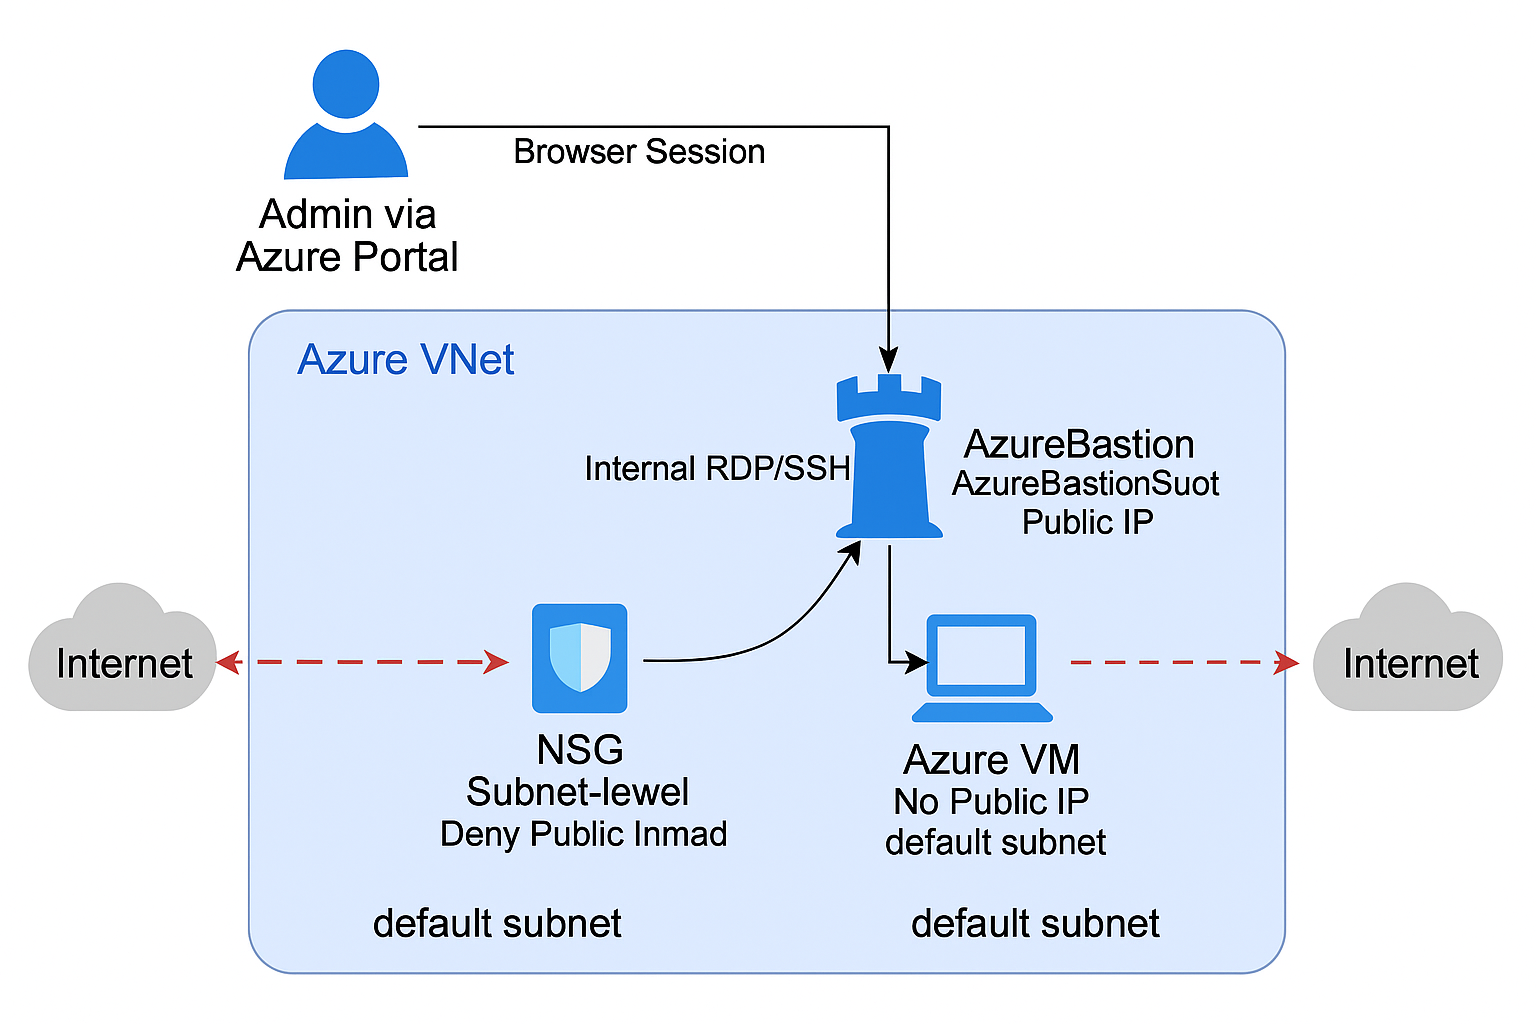 Browser Session
Admin via
Azure Portal
Azure VNet
AzureBastion
AzureBastionSuot
Public IP
Internal RDP/SSH
Internet
NSG
Subnet-lewel
Deny Public Inmad
Azure VM
No Public IP
default subnet
Internet
default subnet
default subnet